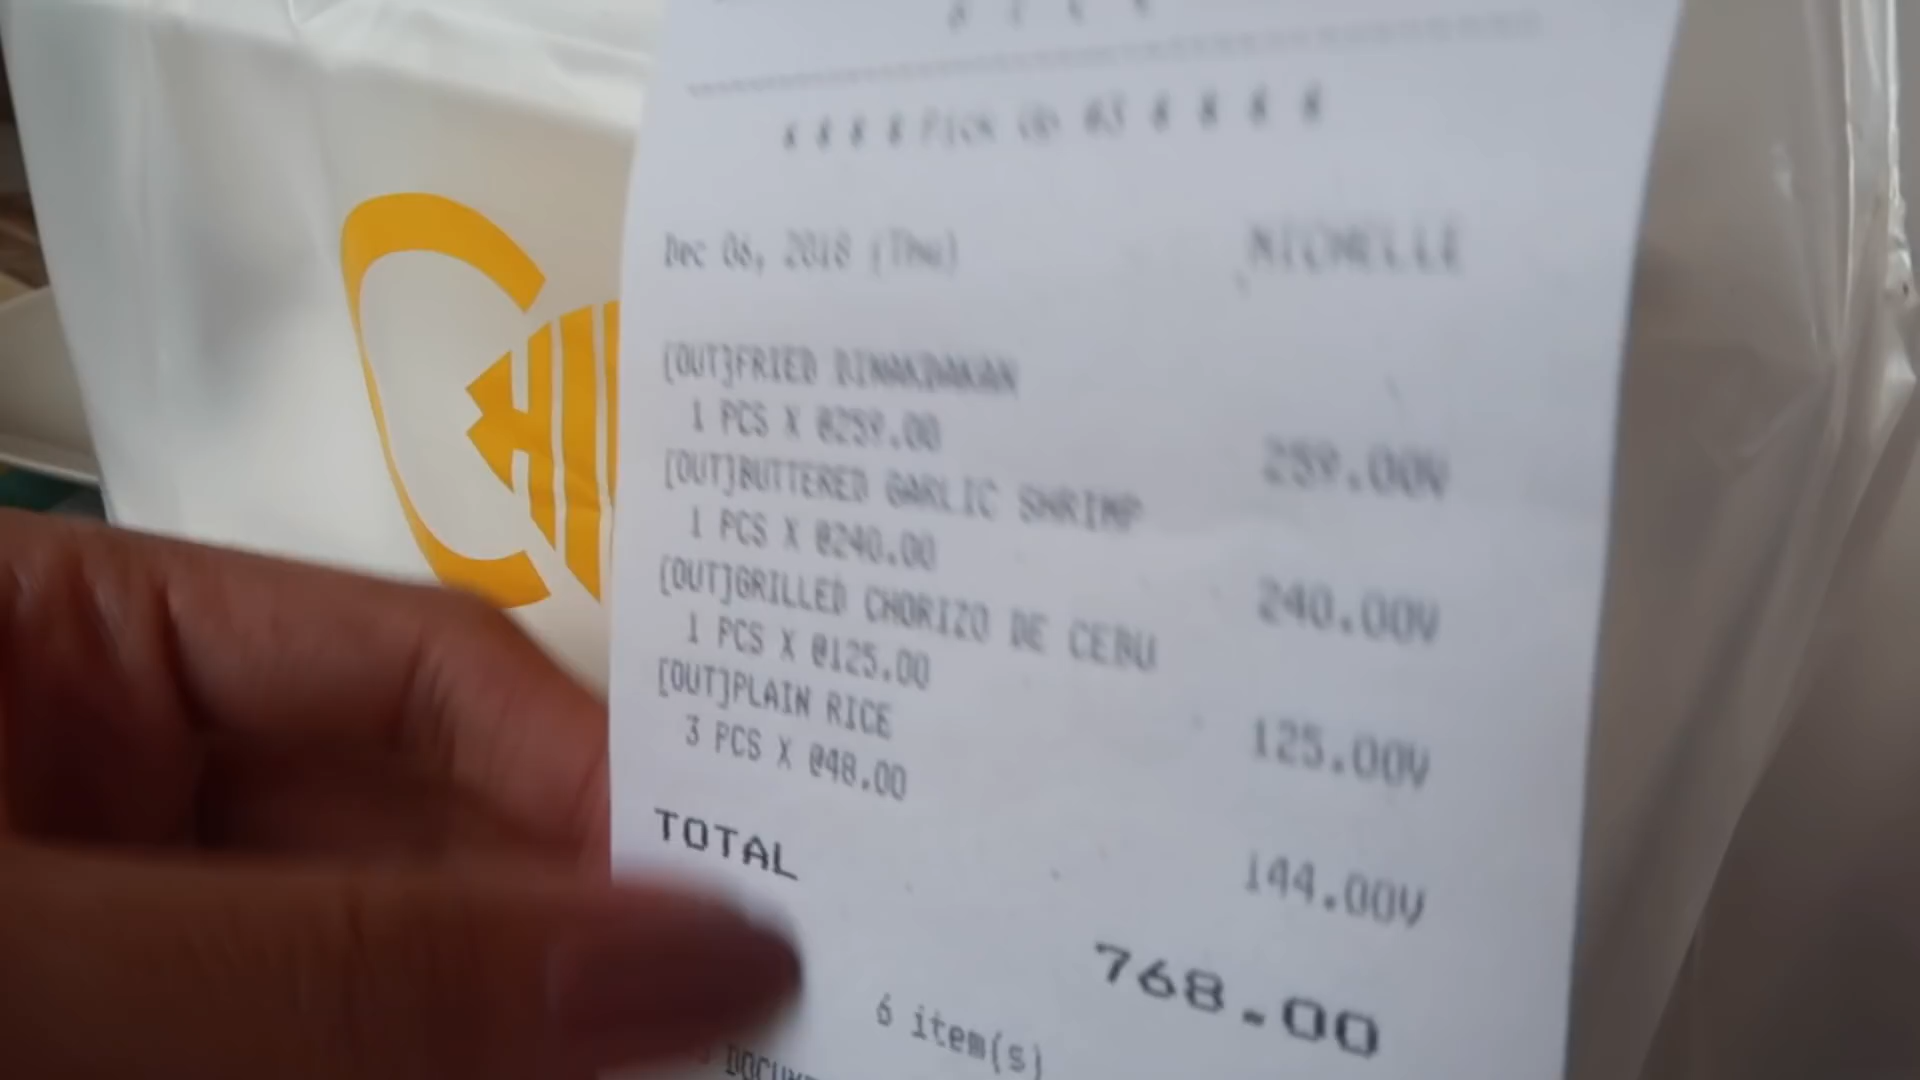 Pick Up #3
Dec 06, 2018 (Thu) MICHELLE
[OUT]FRIED DINAKDAKAN
1 PCS X @259.00 259.00V
[OUT]BUTTERED GARLIC SHRIMP
1 PCS X @240.00 240.00V
[OUT]GRILLED CHORIZO DE CEBU
1 PCS X @125.00 125.00V
[OUT]PLAIN RICE
3 PCS X @48.00 144.00V
TOTAL 768.00
6 item(s)